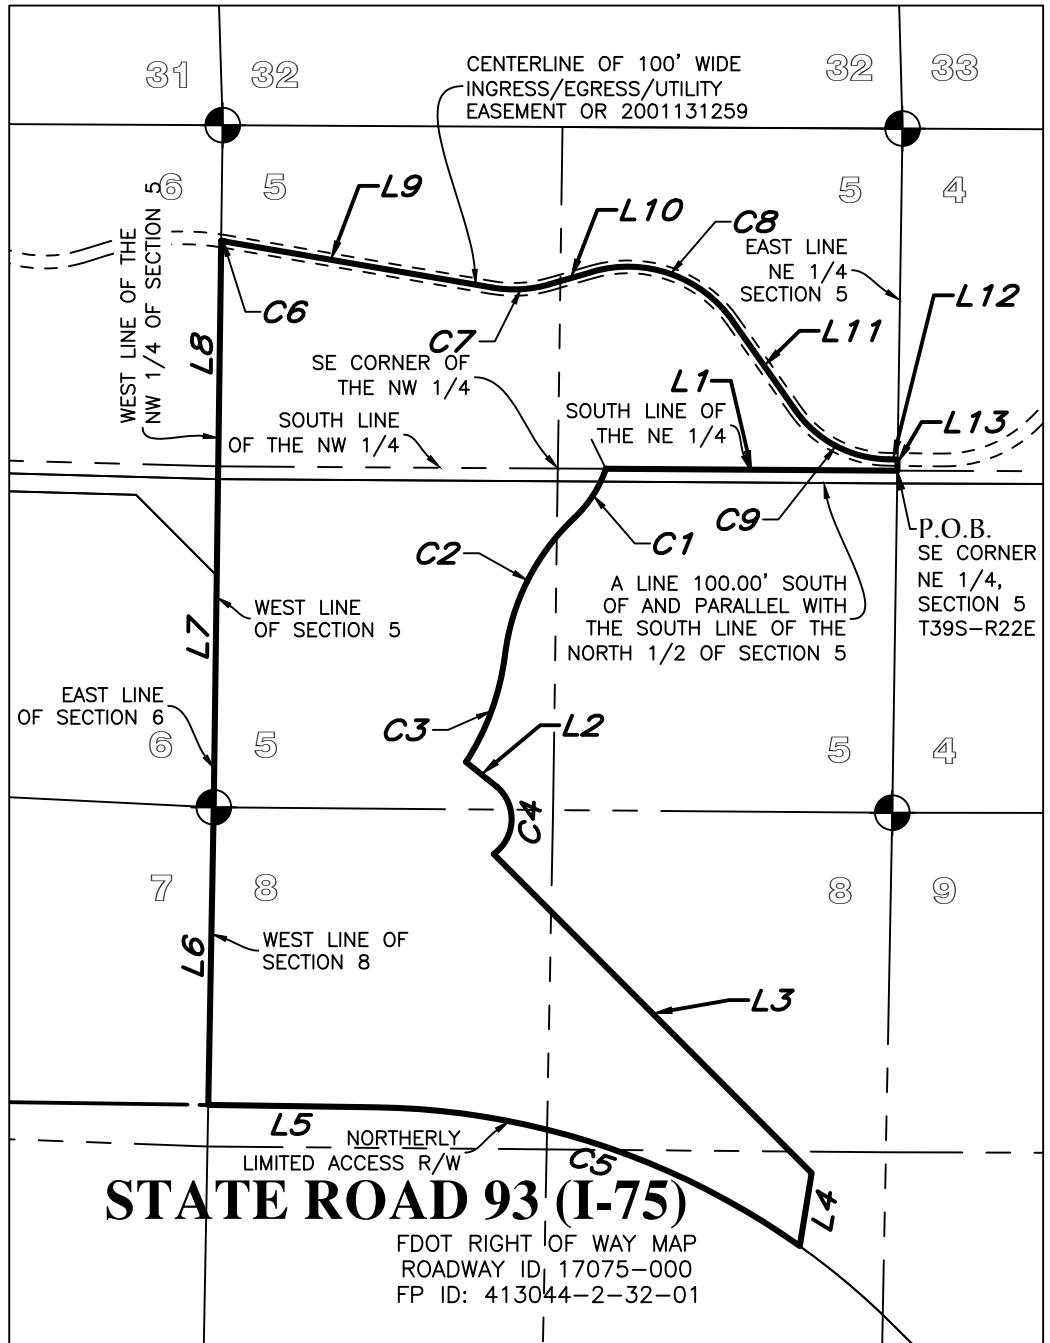 31
32
32
33
CENTERLINE OF 100' WIDE
INGRESS/EGRESS/UTILITY
EASEMENT OR 2001131259
6
5
5
4
WEST LINE OF THE
NW 1/4 OF SECTION 5
L9
L10
C8
EAST LINE
NE 1/4
SECTION 5
L12
C6
C7
L11
L8
SE CORNER OF
THE NW 1/4
L1
SOUTH LINE
OF THE NW 1/4
SOUTH LINE OF
THE NE 1/4
L13
C9
C1
P.O.B.
SE CORNER
NE 1/4,
SECTION 5
T39S-R22E
C2
A LINE 100.00' SOUTH
OF AND PARALLEL WITH
THE SOUTH LINE OF THE
NORTH 1/2 OF SECTION 5
WEST LINE
OF SECTION 5
L7
EAST LINE
OF SECTION 6
C3
L2
6
5
5
4
C4
7
8
8
9
WEST LINE OF
SECTION 8
L6
L3
L5
NORTHERLY
LIMITED ACCESS R/W
C5
L4
STATE ROAD 93 (I-75)
FDOT RIGHT OF WAY MAP
ROADWAY ID 17075-000
FP ID: 413044-2-32-01